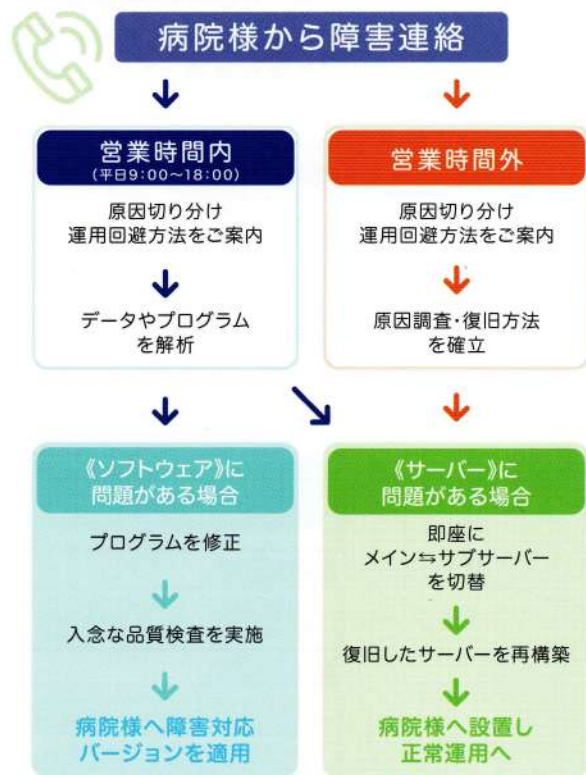 病院様から障害連絡
営業時間内
(平日9:00〜18:00)
原因切り分け
運用回避方法をご案内
データやプログラム
を解析
営業時間外
原因切り分け
運用回避方法をご案内
原因調査・復旧方法
を確立
《ソフトウェア》に
問題がある場合
プログラムを修正
入念な品質検査を実施
病院様へ障害対応
バージョンを適用
《サーバー》に
問題がある場合
即座に
メイン⇆サブサーバー
を切替
復旧したサーバーを再構築
病院様へ設置し
正常運用へ